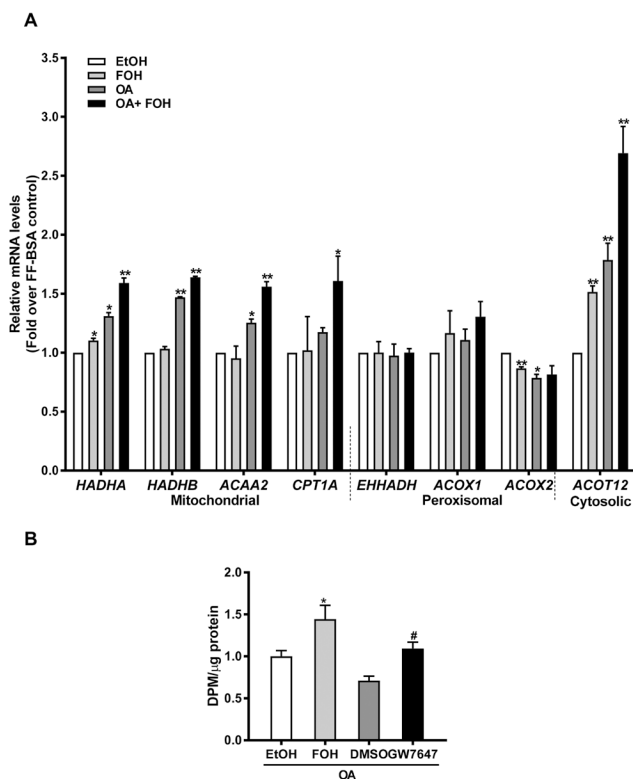 A
EtOH
FOH
OA
OA+ FOH
Relative mRNA levels
(Fold over FF-BSA control)
3.5
3.0
2.5
2.0
1.5
1.0
0.5
0.0
* * ** ** ** * ** * ** * ** ** **
HADHA HADHB ACAA2 CPT1A EHHADH ACOX1 ACOX2 ACOT12
Mitochondrial Peroxisomal Cytosolic
B
DPM/µg protein
2.0
1.5
1.0
0.5
0.0
* #
EtOH FOH DMSO GW7647
OA